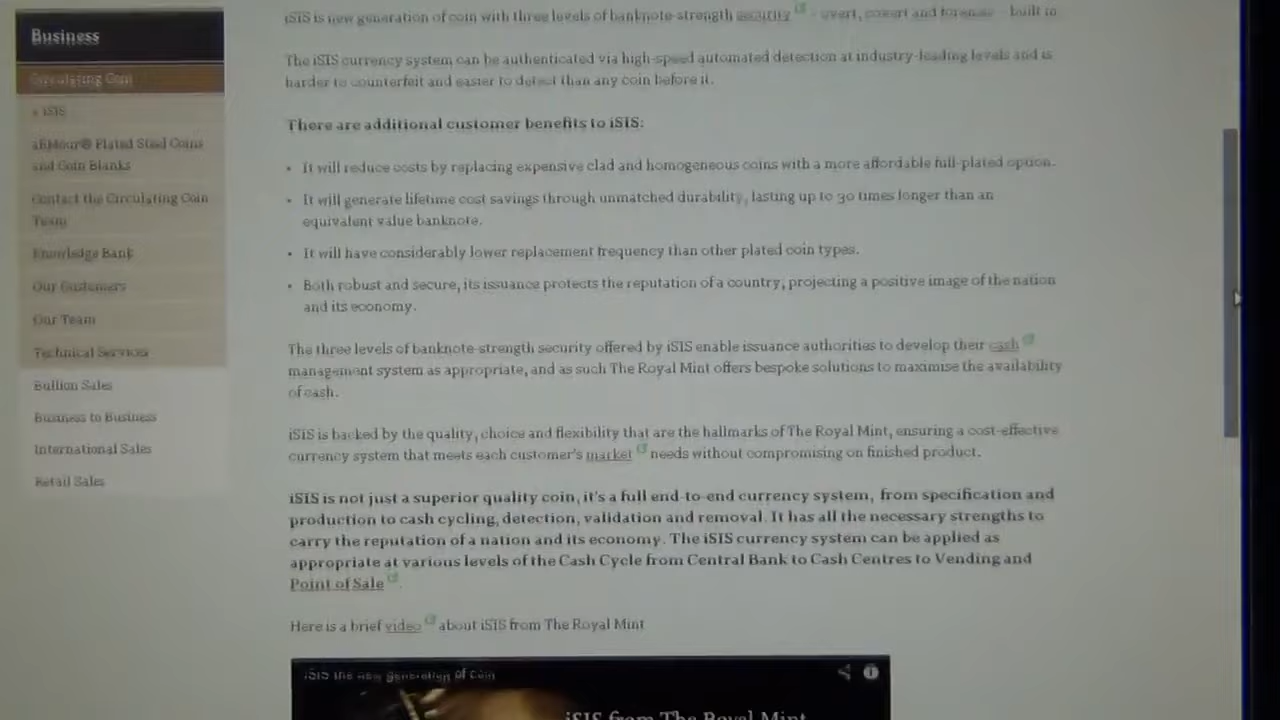 Business
Circulating Coin
» iSIS
aRMour® Plated Steel Coins
and Coin Blanks
Contact the Circulating Coin
Team
Knowledge Bank
Our Customers
Our Team
Technical Services
Bullion Sales
Business to Business
International Sales
Retail Sales
iSIS is new generation of coin with three levels of banknote-strength security - overt, covert and forensic - built in.
The iSIS currency system can be authenticated via high-speed automated detection at industry-leading levels and is
harder to counterfeit and easier to detect than any coin before it.
There are additional customer benefits to iSIS:
• It will reduce costs by replacing expensive clad and homogeneous coins with a more affordable full-plated option.
• It will generate lifetime cost savings through unmatched durability, lasting up to 30 times longer than an
equivalent value banknote.
• It will have considerably lower replacement frequency than other plated coin types.
• Both robust and secure, its issuance protects the reputation of a country, projecting a positive image of the nation
and its economy.
The three levels of banknote-strength security offered by iSIS enable issuance authorities to develop their cash
management system as appropriate, and as such The Royal Mint offers bespoke solutions to maximise the availability
of cash.
iSIS is backed by the quality, choice and flexibility that are the hallmarks of The Royal Mint, ensuring a cost-effective
currency system that meets each customer's market needs without compromising on finished product.
iSIS is not just a superior quality coin, it's a full end-to-end currency system, from specification and
production to cash cycling, detection, validation and removal. It has all the necessary strengths to
carry the reputation of a nation and its economy. The iSIS currency system can be applied as
appropriate at various levels of the Cash Cycle from Central Bank to Cash Centres to Vending and
Point of Sale
Here is a brief video about iSIS from The Royal Mint
iSIS the new generation of Coin
iSIS from The Royal Mint